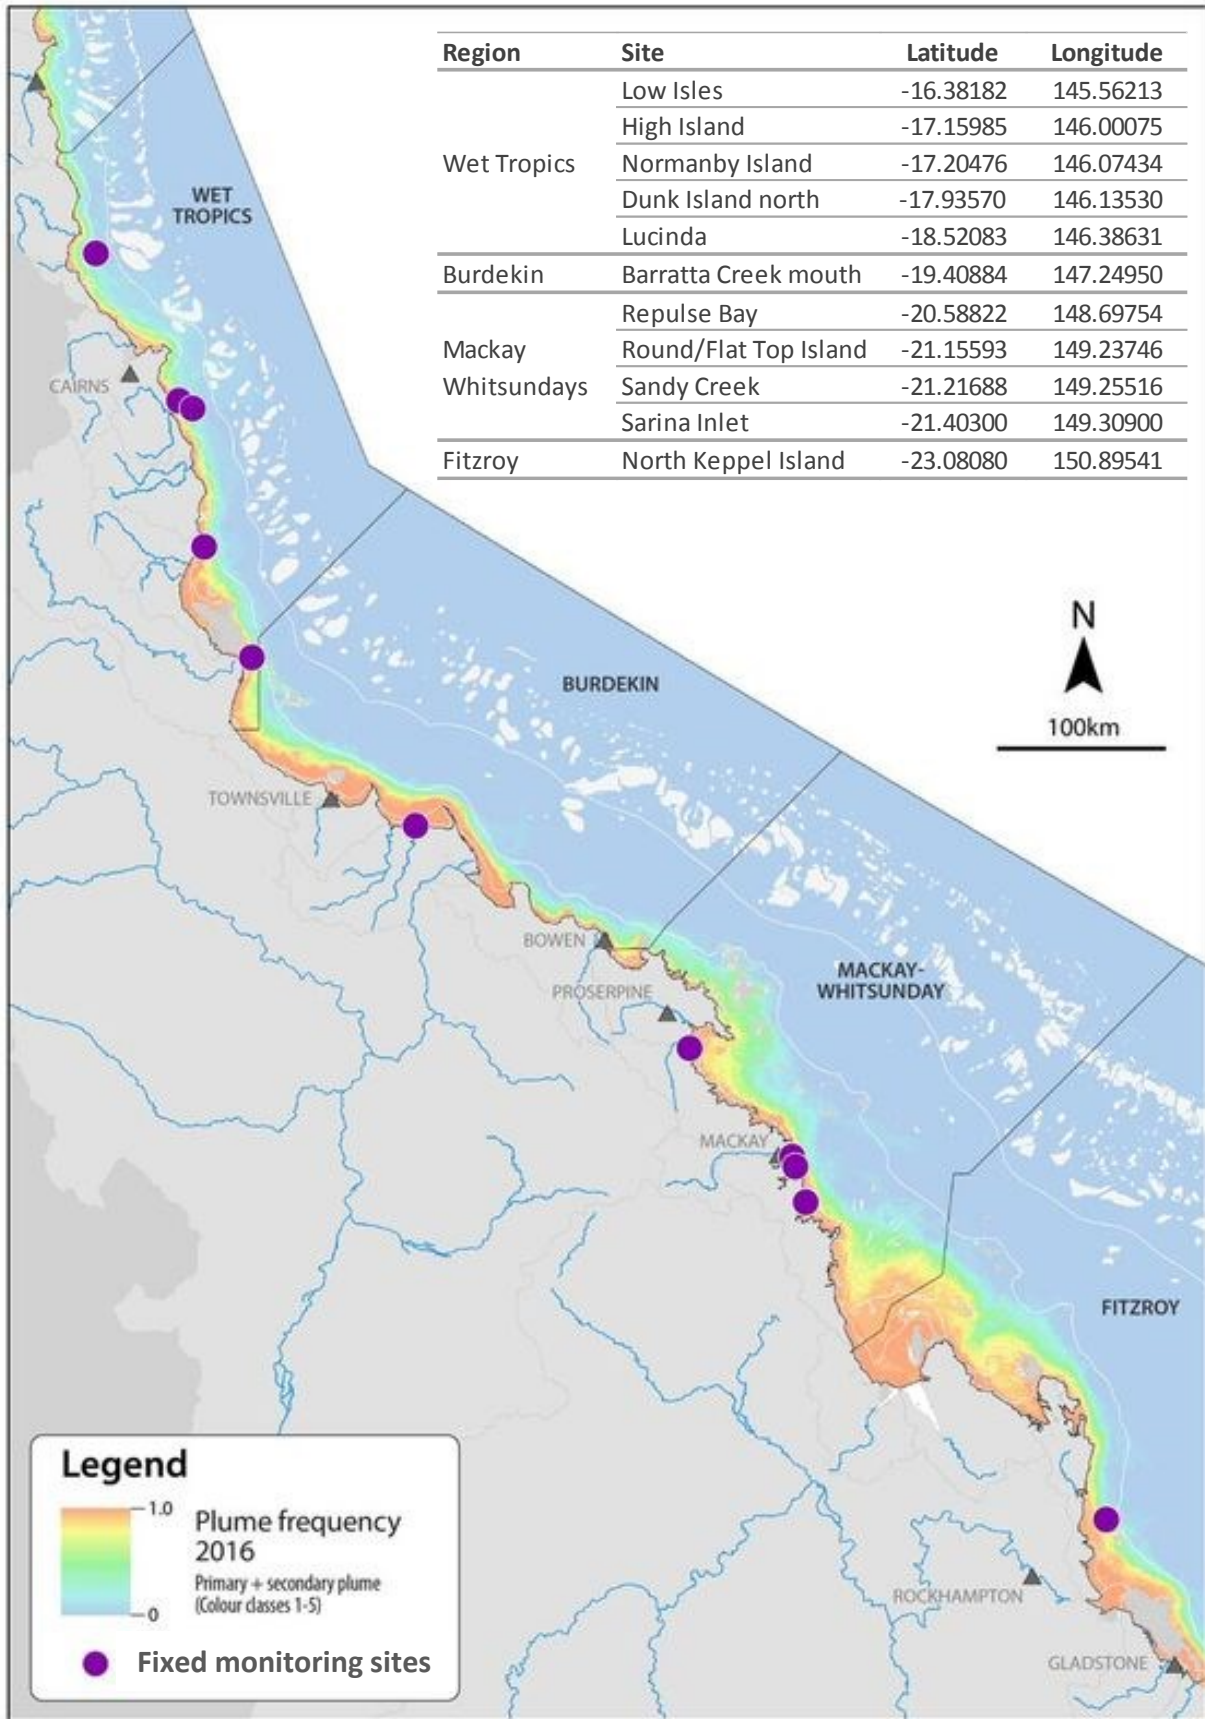 Region Site Latitude Longitude
Low Isles -16.38182 145.56213
High Island -17.15985 146.00075
Wet Tropics Normanby Island -17.20476 146.07434
Dunk Island north -17.93570 146.13530
Lucinda -18.52083 146.38631
Burdekin Barratta Creek mouth -19.40884 147.24950
Repulse Bay -20.58822 148.69754
Mackay Round/Flat Top Island -21.15593 149.23746
Whitsundays Sandy Creek -21.21688 149.25516
Sarina Inlet -21.40300 149.30900
Fitzroy North Keppel Island -23.08080 150.89541
WET
TROPICS
CAIRNS
N
100km
BURDEKIN
TOWNSVILLE
BOWEN
PROSERPINE
MACKAY-
WHITSUNDAY
MACKAY
FITZROY
ROCKHAMPTON
GLADSTONE
Legend
1.0
0
Plume frequency
2016
Primary + secondary plume
(Colour classes 1-5)
Fixed monitoring sites